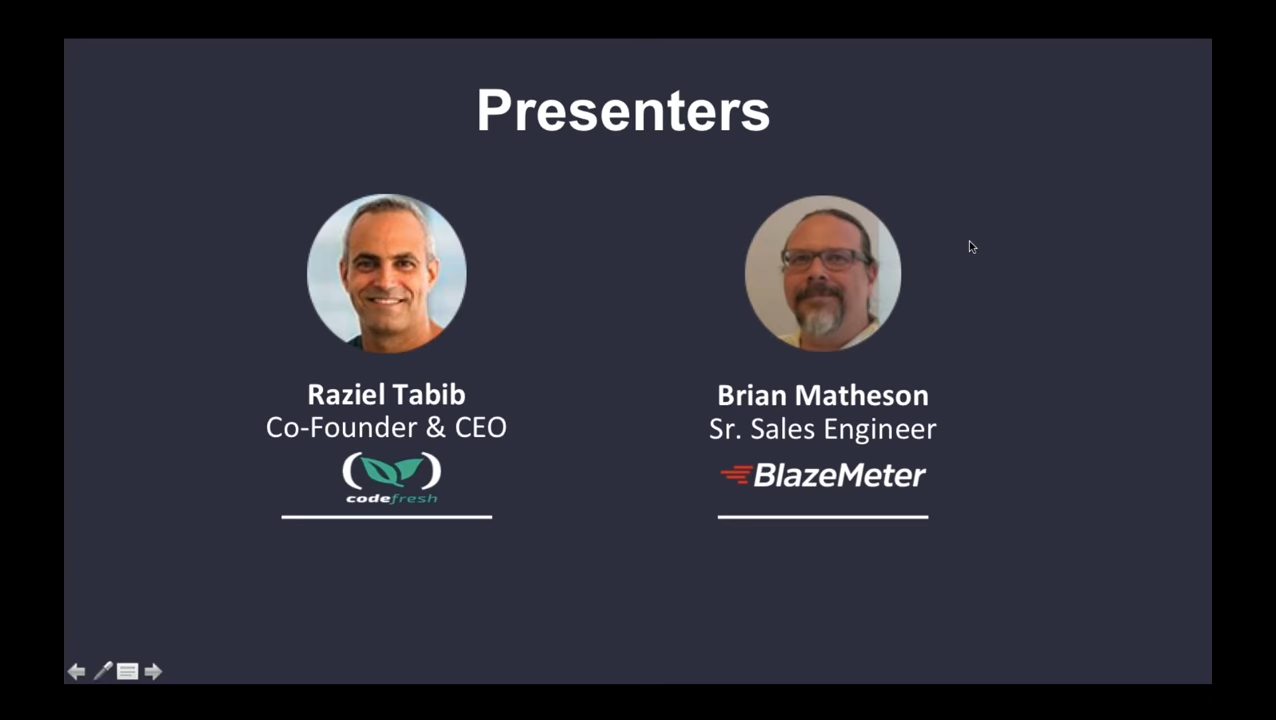 Presenters
Raziel Tabib
Co-Founder & CEO
codefresh
Brian Matheson
Sr. Sales Engineer
BlazeMeter